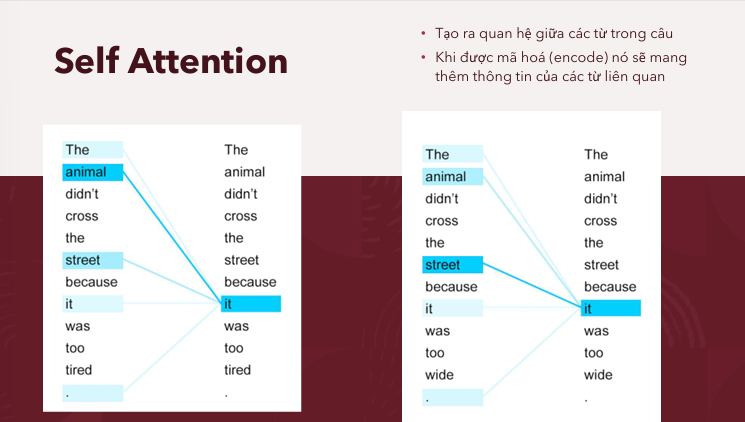 Self Attention
• Tạo ra quan hệ giữa các từ trong câu
• Khi được mã hoá (encode) nó sẽ mang
thêm thông tin của các từ liên quan
The The
animal animal
didn't didn't
cross cross
the the
street street
because because
it it
was was
too too
tired tired
. .
The The
animal animal
didn't didn't
cross cross
the the
street street
because because
it it
was was
too too
wide wide
. .